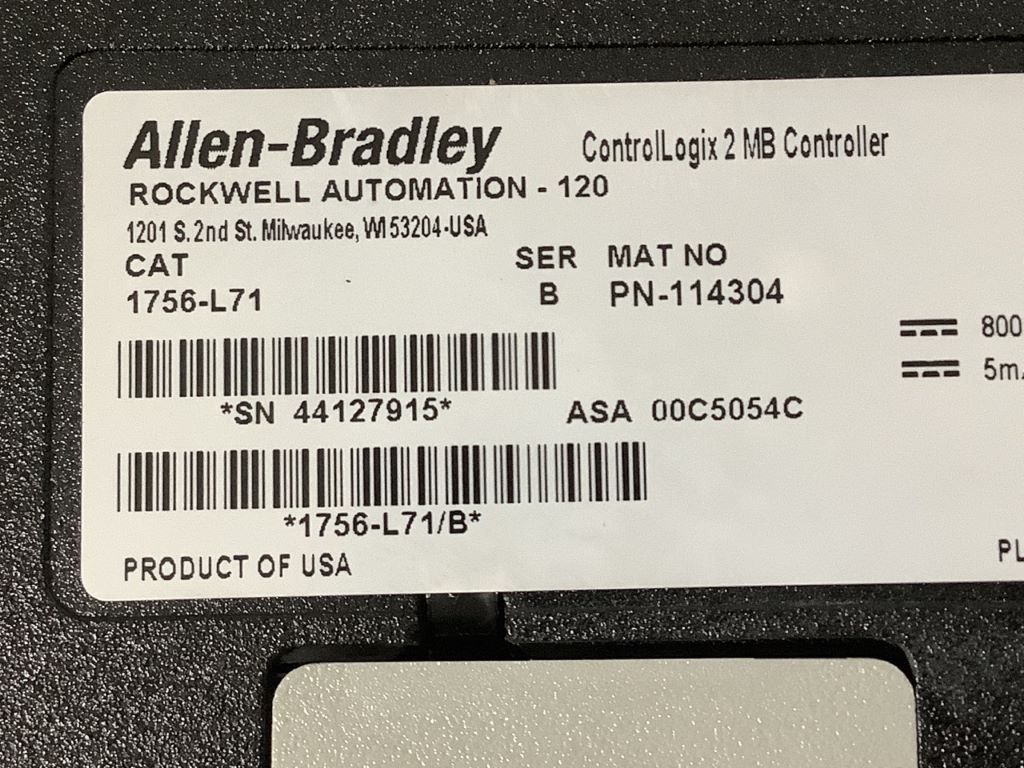 Allen-Bradley ControlLogix 2 MB Controller
ROCKWELL AUTOMATION - 120
1201 S. 2nd St. Milwaukee, WI 53204-USA
CAT SER MAT NO
1756-L71 B PN-114304
800
5m
*SN 44127915* ASA 00C5054C
*1756-L71/B*
PL
PRODUCT OF USA